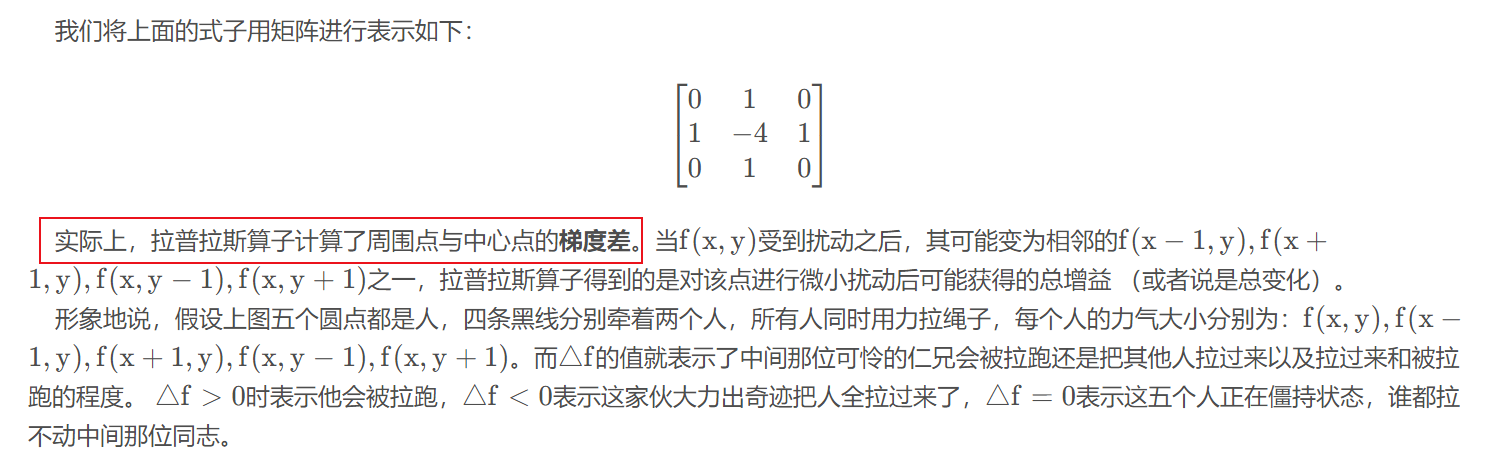 我们将上面的式子用矩阵进行表示如下：
0 1 0
1 −4 1
0 1 0
实际上，拉普拉斯算子计算了周围点与中心点的梯度差。当f(x, y)受到扰动之后，其可能变为相邻的f(x − 1, y), f(x +
1, y), f(x, y − 1), f(x, y + 1)之一，拉普拉斯算子得到的是对该点进行微小扰动后可能获得的总增益 （或者说是总变化）。
形象地说，假设上图五个圆点都是人，四条黑线分别牵着两个人，所有人同时用力拉绳子，每个人的力气大小分别为：f(x, y), f(x −
1, y), f(x + 1, y), f(x, y − 1), f(x, y + 1)。而△f的值就表示了中间那位可怜的仁兄会被拉跑还是把其他人拉过来以及拉过来和被拉
跑的程度。 △f > 0时表示他会被拉跑，△f < 0表示这家伙大力出奇迹把人全拉过来了，△f = 0表示这五个人正在僵持状态，谁都拉
不动中间那位同志。